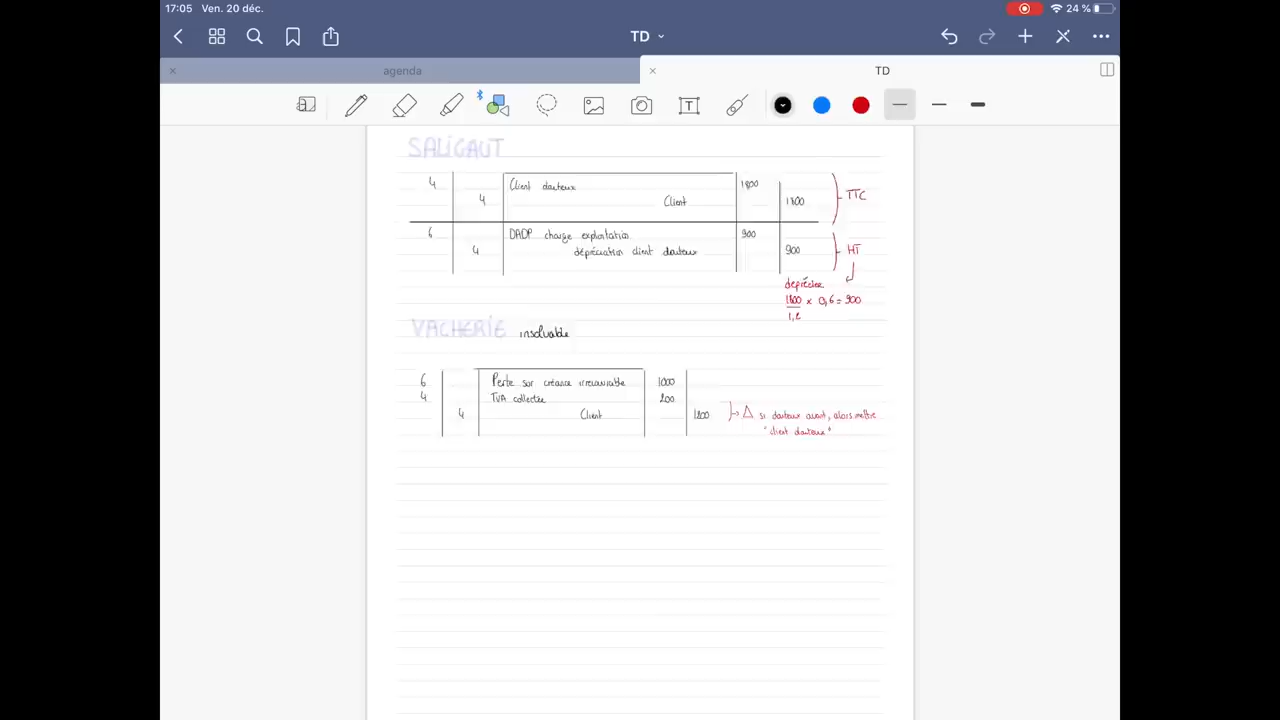 17:05 Ven. 20 déc. 24 %
TD
agenda TD
SALIGAUT
4 Client douteux 1800
4 Client 1800 TTC
6 DADP charge exploitation 900
4 dépréciation client douteux 900 HT
déprécier
1800 × 0,6 = 900
1,2
VACHERIE insolvable
6 Perte sur créance irrécouvrable 1000
4 TVA collectée 200
4 Client 1200 → Δ si douteux avant, alors mettre
"client douteux"